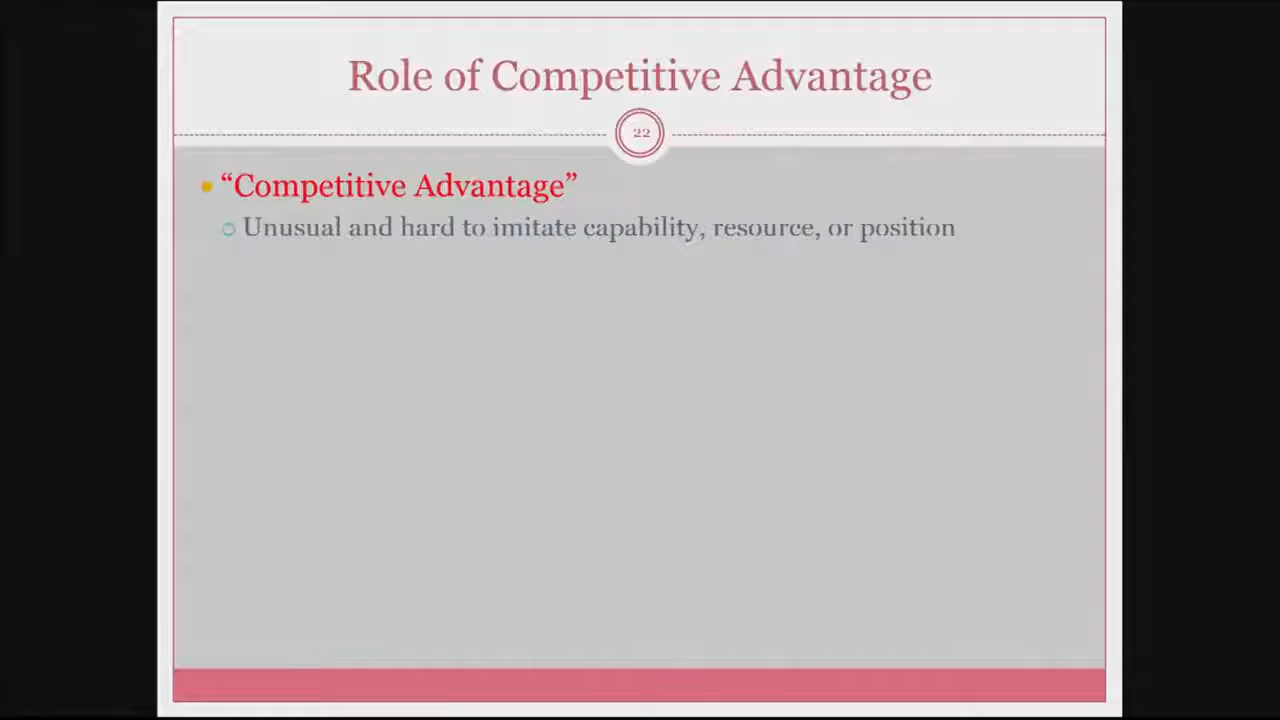 Role of Competitive Advantage
22
“Competitive Advantage”
Unusual and hard to imitate capability, resource, or position